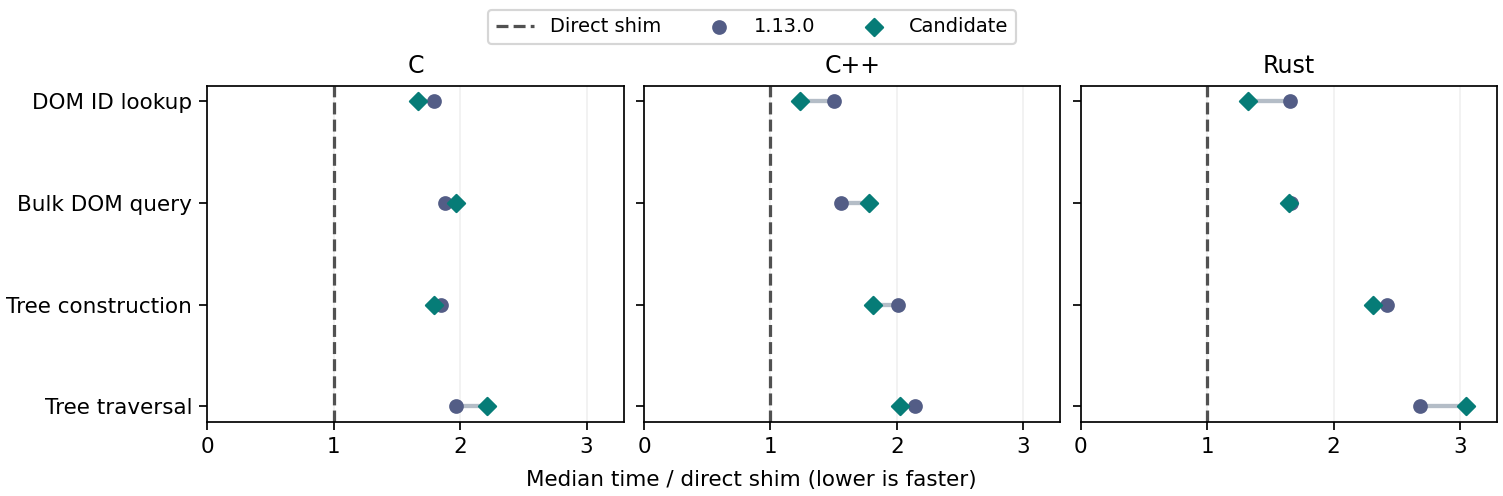 Direct shim 1.13.0 Candidate
C C++ Rust
DOM ID lookup
Bulk DOM query
Tree construction
Tree traversal
0 1 2 3 0 1 2 3 0 1 2 3
Median time / direct shim (lower is faster)